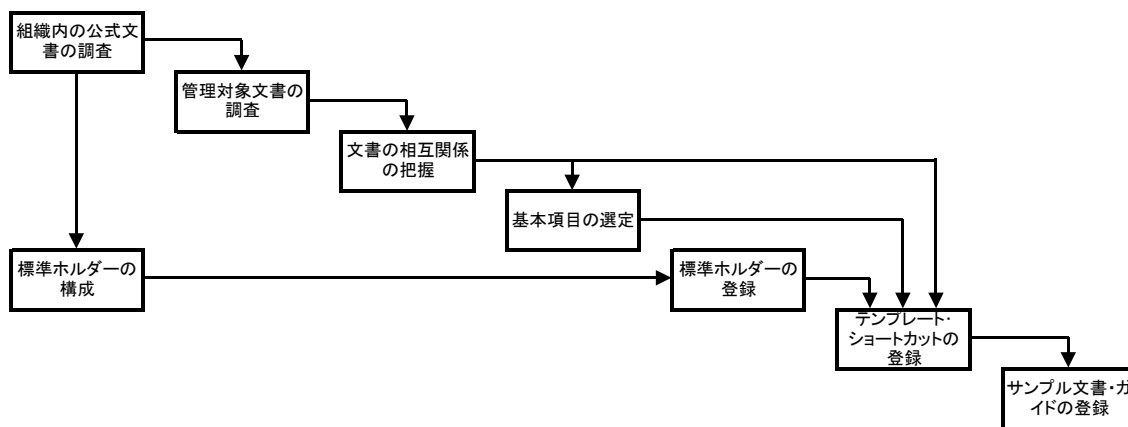 組織内の公式文
書の調査
管理対象文書の
調査
文書の相互関係
の把握
基本項目の選定
標準ホルダーの
構成
標準ホルダーの
登録
テンプレート・
ショートカットの
登録
サンプル文書・ガ
イドの登録